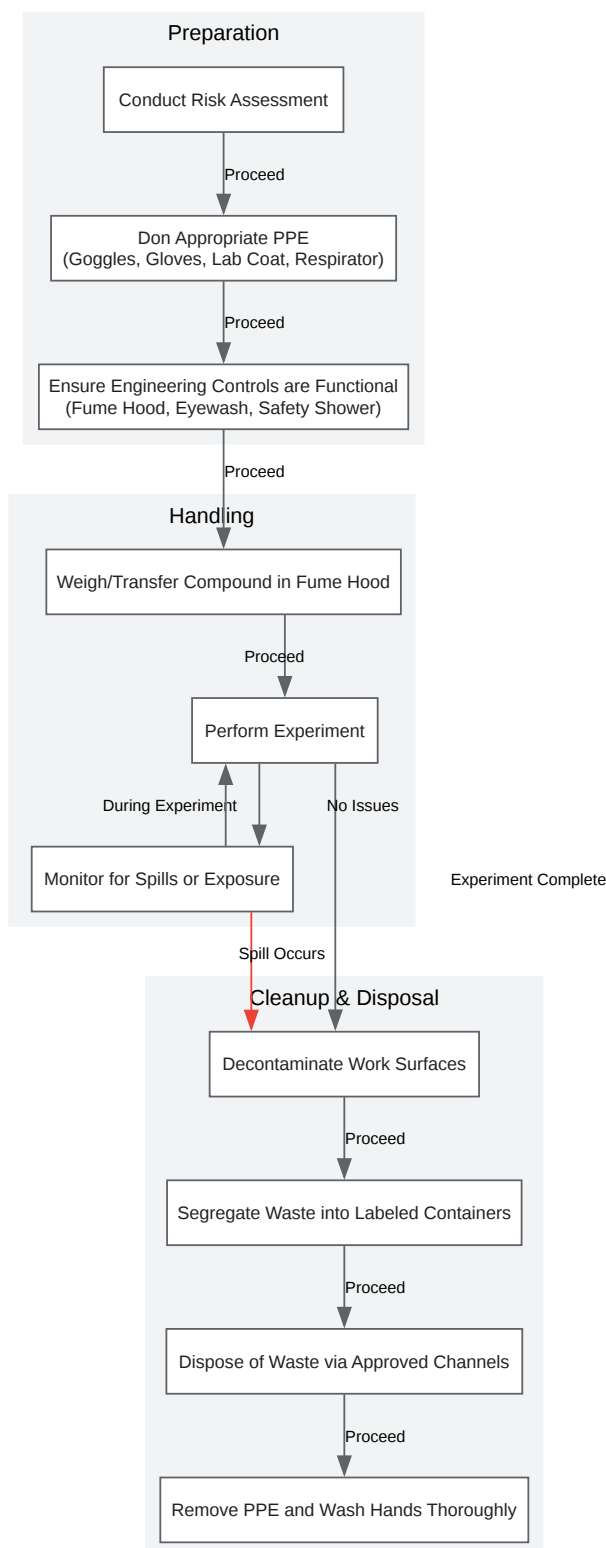 Preparation
Conduct Risk Assessment
Proceed
Don Appropriate PPE
(Goggles, Gloves, Lab Coat, Respirator)
Proceed
Ensure Engineering Controls are Functional
(Fume Hood, Eyewash, Safety Shower)
Proceed
Handling
Weigh/Transfer Compound in Fume Hood
Proceed
Perform Experiment
During Experiment
No Issues
Monitor for Spills or Exposure
Experiment Complete
Spill Occurs
Cleanup & Disposal
Decontaminate Work Surfaces
Proceed
Segregate Waste into Labeled Containers
Proceed
Dispose of Waste via Approved Channels
Proceed
Remove PPE and Wash Hands Thoroughly